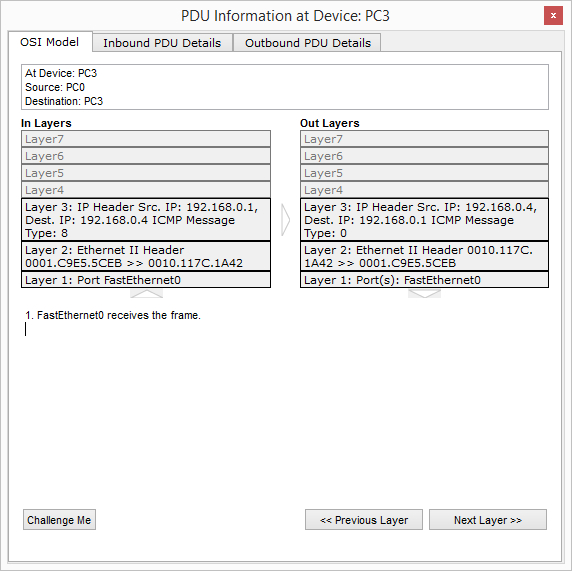 PDU Information at Device: PC3
x
OSI Model
Inbound PDU Details
Outbound PDU Details
At Device: PC3
Source: PC0
Destination: PC3
In Layers
Layer7
Layer6
Layer5
Layer4
Layer 3: IP Header Src. IP: 192.168.0.1,
Dest. IP: 192.168.0.4 ICMP Message
Type: 8
Layer 2: Ethernet II Header
0001.C9E5.5CEB >> 0010.117C.1A42
Layer 1: Port FastEthernet0
Out Layers
Layer7
Layer6
Layer5
Layer4
Layer 3: IP Header Src. IP: 192.168.0.4,
Dest. IP: 192.168.0.1 ICMP Message
Type: 0
Layer 2: Ethernet II Header 0010.117C.
1A42 >> 0001.C9E5.5CEB
Layer 1: Port(s): FastEthernet0
1. FastEthernet0 receives the frame.
Challenge Me
<< Previous Layer
Next Layer >>